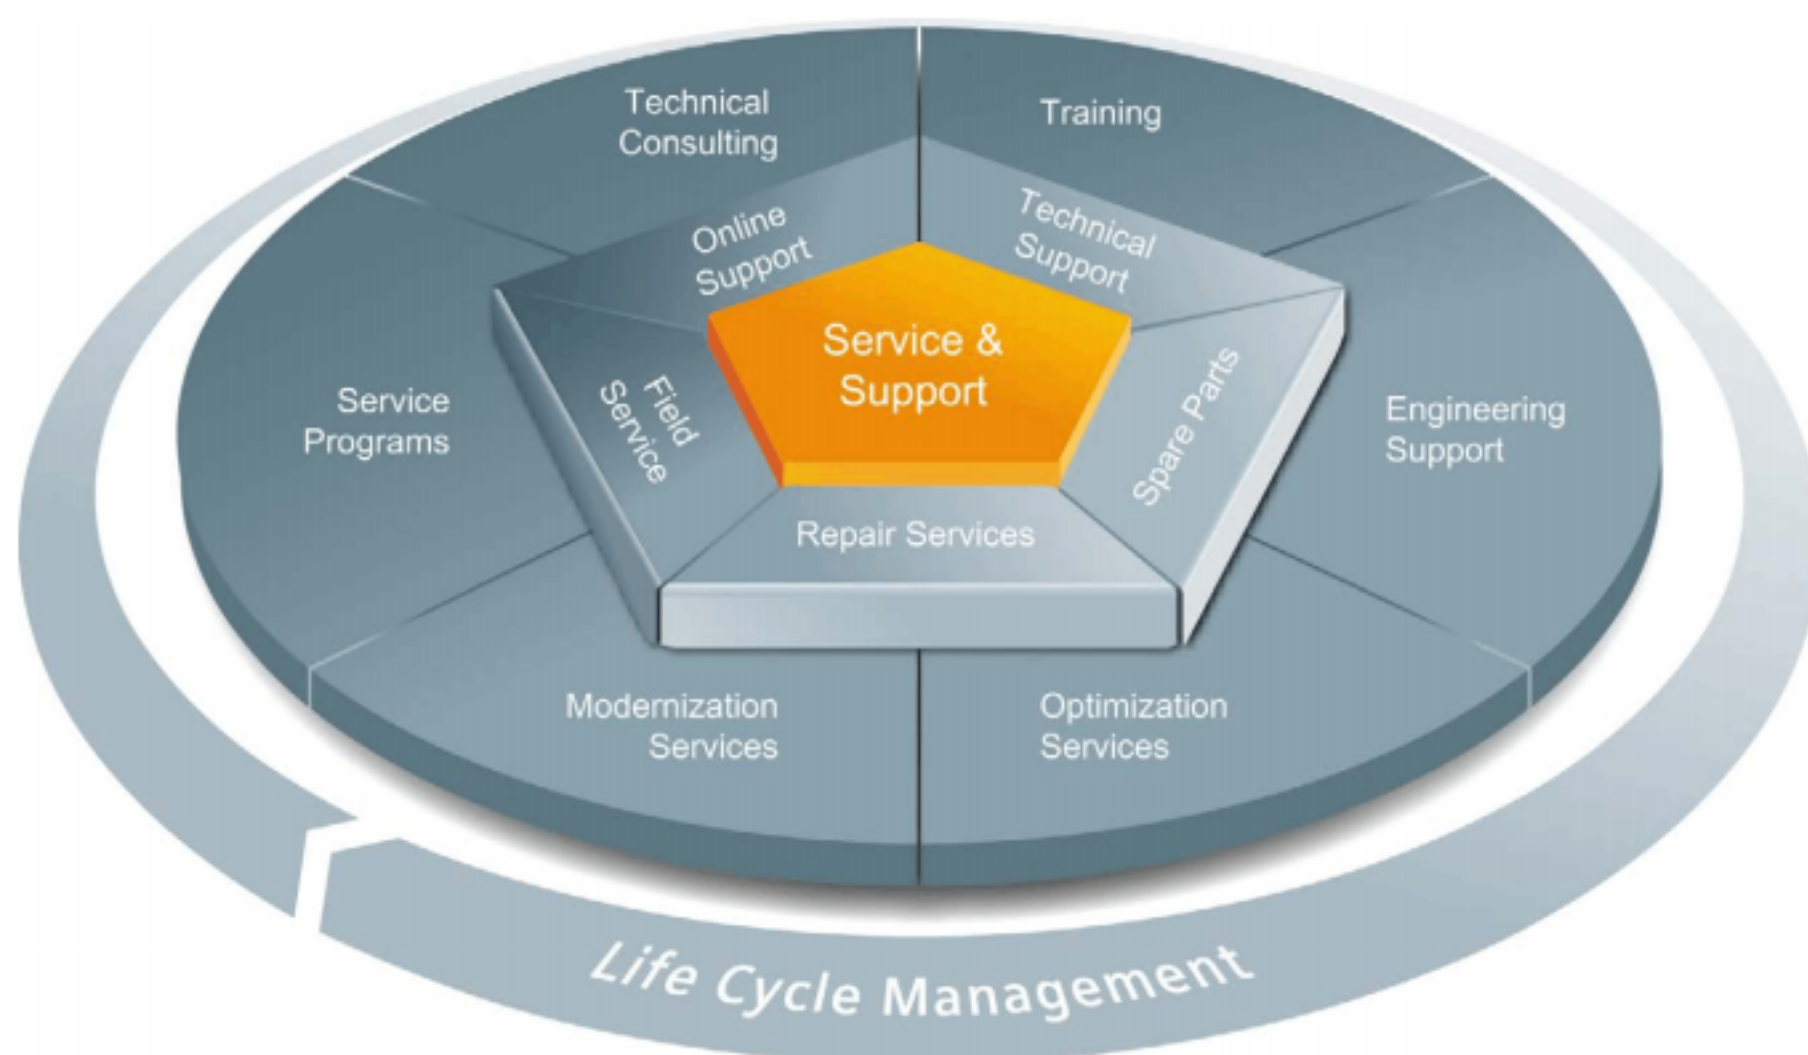 Technical
Consulting
Training
Online
Support
Technical
Support
Service &
Support
Field
Service
Spare Parts
Service
Programs
Engineering
Support
Repair Services
Modernization
Services
Optimization
Services
Life Cycle Management